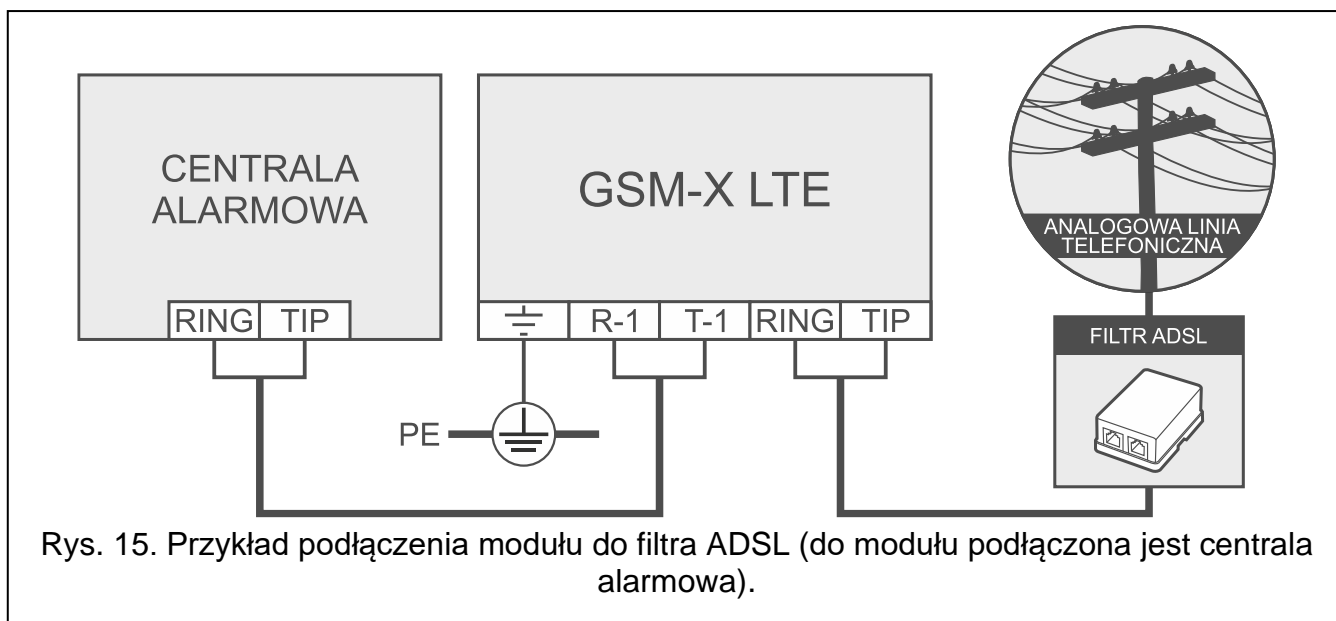 CENTRALA
ALARMOWA
RING TIP
GSM-X LTE
R-1 T-1 RING TIP
PE
ANALOGOWA LINIA
TELEFONICZNA
FILTR ADSL
Rys. 15. Przykład podłączenia modułu do filtra ADSL (do modułu podłączona jest centrala
alarmowa).